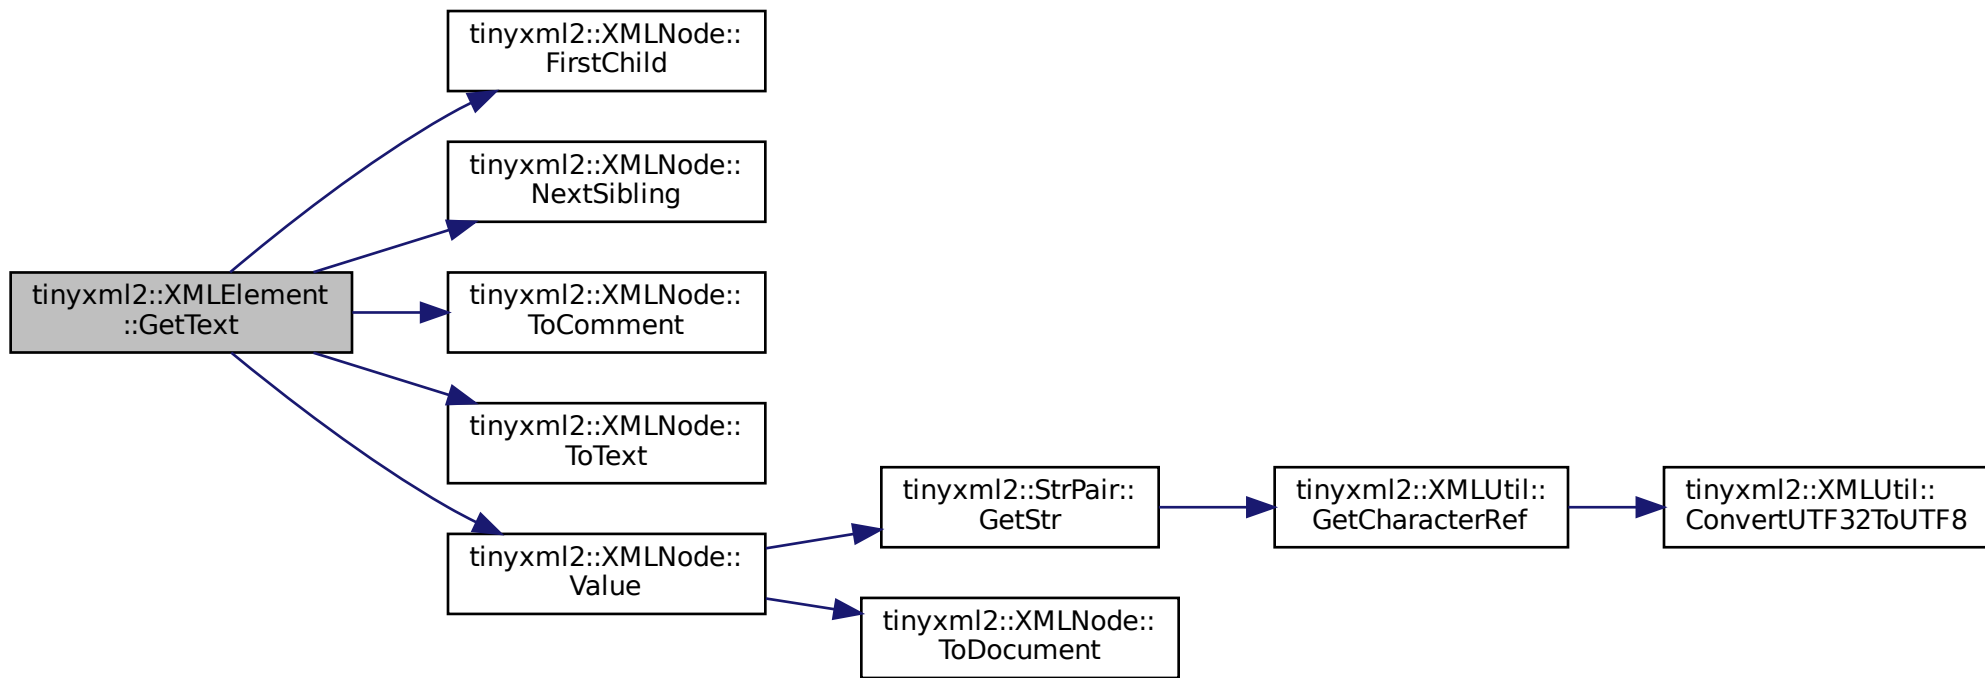 tinyxml2::XMLNode::
FirstChild
tinyxml2::XMLNode::
NextSibling
tinyxml2::XMLElement
::GetText
tinyxml2::XMLNode::
ToComment
tinyxml2::XMLNode::
ToText
tinyxml2::XMLNode::
Value
tinyxml2::StrPair::
GetStr
tinyxml2::XMLUtil::
GetCharacterRef
tinyxml2::XMLUtil::
ConvertUTF32ToUTF8
tinyxml2::XMLNode::
ToDocument